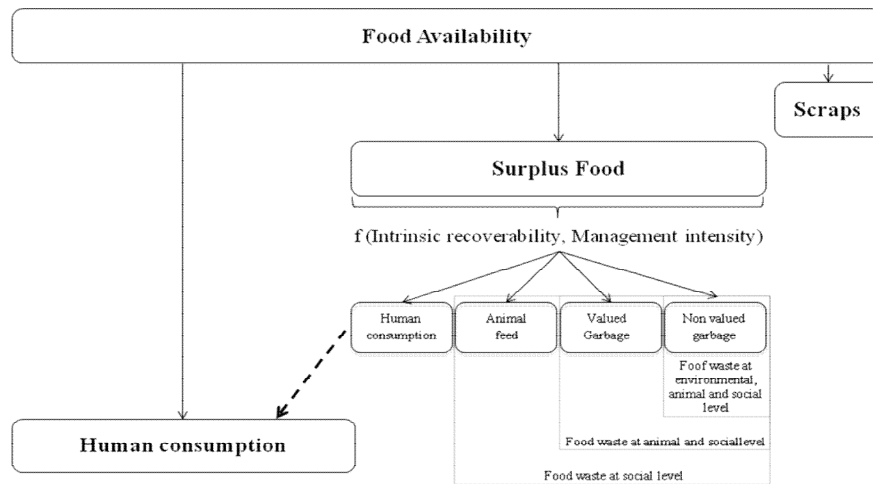 Food Availability
Scraps
Surplus Food
f (Intrinsic recoverability, Management intensity)
Human
consumption
Animal
feed
Valued
Garbage
Non valued
garbage
Foof waste at
environmental,
animal and social
level
Human consumption
Food waste at animal and sociallevel
Food waste at social level